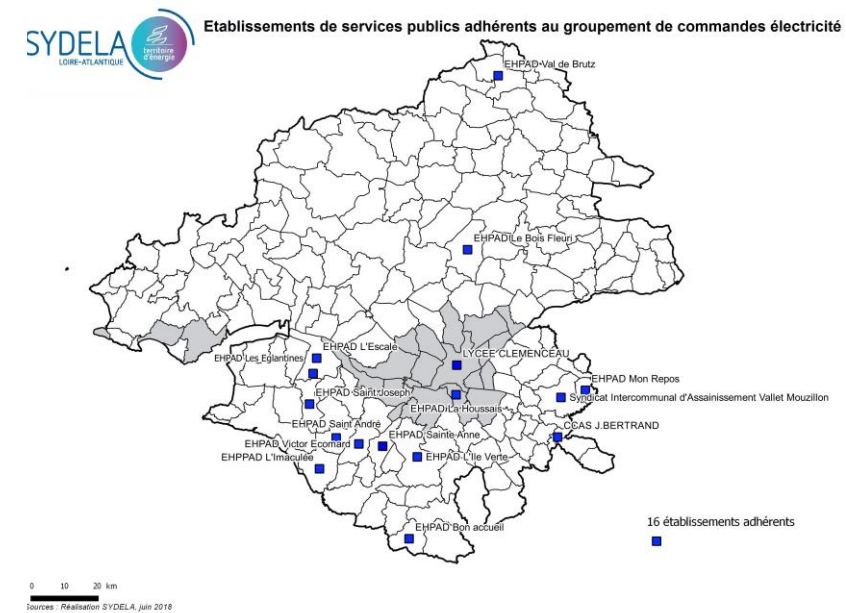 SYDELA
LOIRE-ATLANTIQUE
territoire
d'énergie
Etablissements de services publics adhérents au groupement de commandes électricité
EHPAD Val de Brutz
EHPAD Le Bois Fleuri
EHPAD L'Escale
EHPAD Les Eglantines
LYCEE CLEMENCEAU
EHPAD Mon Repos
EHPAD Saint Joseph
Syndicat Intercommunal d'Assainissement Vallet Mouzillon
EHPAD La Houssais
EHPAD Saint André
CCAS J.BERTRAND
EHPAD Sainte Anne
EHPAD Victor Ecomard
EHPPAD L'Imaculée
EHPAD L'Ile Verte
16 établissements adhérents
EHPAD Bon accueil
0 10 20 km
Sources : Réalisation SYDELA, juin 2018